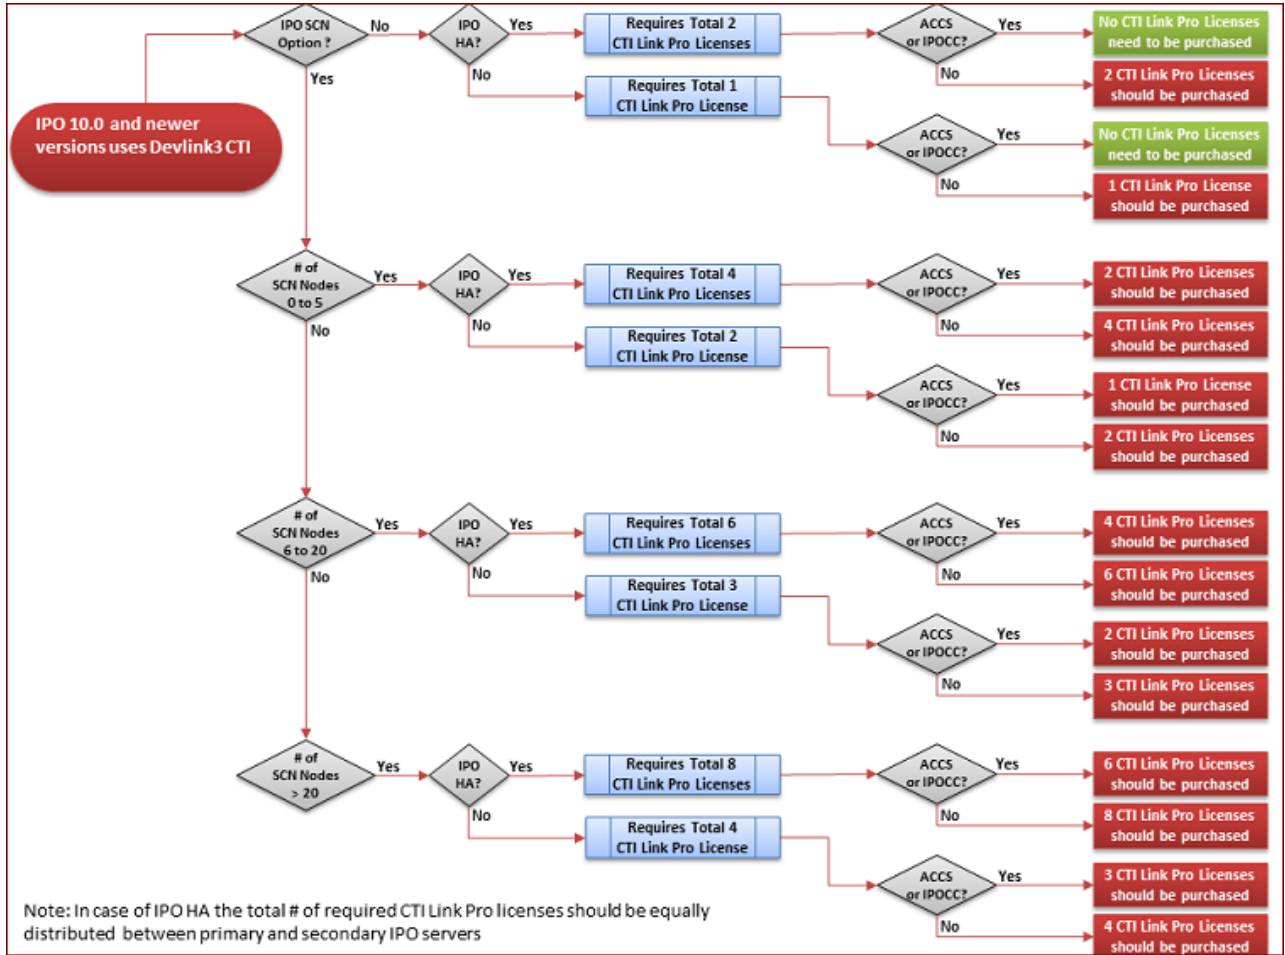 IPO SCN
Option ?
No
IPO
HA?
Yes
Requires Total 2
CTI Link Pro Licenses
ACCS
or IPOCC?
Yes
No CTI Link Pro Licenses
need to be purchased
Yes
No
No
2 CTI Link Pro Licenses
should be purchased
Requires Total 1
CTI Link Pro License
IPO 10.0 and newer
versions uses Devlink3 CTI
ACCS
or IPOCC?
Yes
No CTI Link Pro Licenses
need to be purchased
No
1 CTI Link Pro License
should be purchased
# of
SCN Nodes
0 to 5
Yes
IPO
HA?
Yes
Requires Total 4
CTI Link Pro Licenses
ACCS
or IPOCC?
Yes
2 CTI Link Pro Licenses
should be purchased
No
No
No
4 CTI Link Pro Licenses
should be purchased
Requires Total 2
CTI Link Pro License
ACCS
or IPOCC?
Yes
1 CTI Link Pro License
should be purchased
No
2 CTI Link Pro Licenses
should be purchased
# of
SCN Nodes
6 to 20
Yes
IPO
HA?
Yes
Requires Total 6
CTI Link Pro Licenses
ACCS
or IPOCC?
Yes
4 CTI Link Pro Licenses
should be purchased
No
No
No
6 CTI Link Pro Licenses
should be purchased
Requires Total 3
CTI Link Pro License
ACCS
or IPOCC?
Yes
2 CTI Link Pro Licenses
should be purchased
No
3 CTI Link Pro Licenses
should be purchased
# of
SCN Nodes
> 20
Yes
IPO
HA?
Yes
Requires Total 8
CTI Link Pro Licenses
ACCS
or IPOCC?
Yes
6 CTI Link Pro Licenses
should be purchased
No
No
8 CTI Link Pro Licenses
should be purchased
Requires Total 4
CTI Link Pro License
ACCS
or IPOCC?
Yes
3 CTI Link Pro Licenses
should be purchased
No
4 CTI Link Pro Licenses
should be purchased
Note: In case of IPO HA the total # of required CTI Link Pro licenses should be equally
distributed between primary and secondary IPO servers